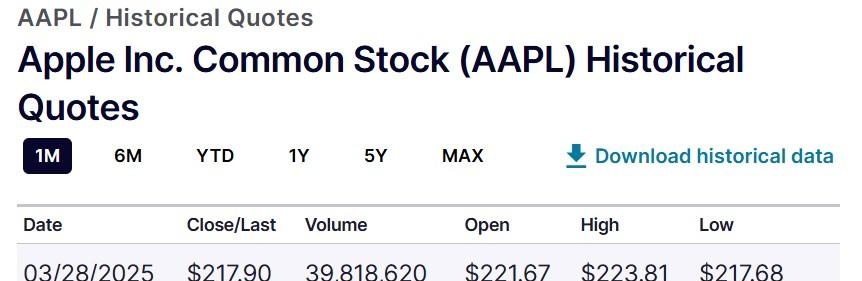 AAPL / Historical Quotes
Apple Inc. Common Stock (AAPL) Historical
Quotes
1M 6M YTD 1Y 5Y MAX Download historical data
Date Close/Last Volume Open High Low
03/28/2025 $217.90 39,818,620 $221.67 $223.81 $217.68